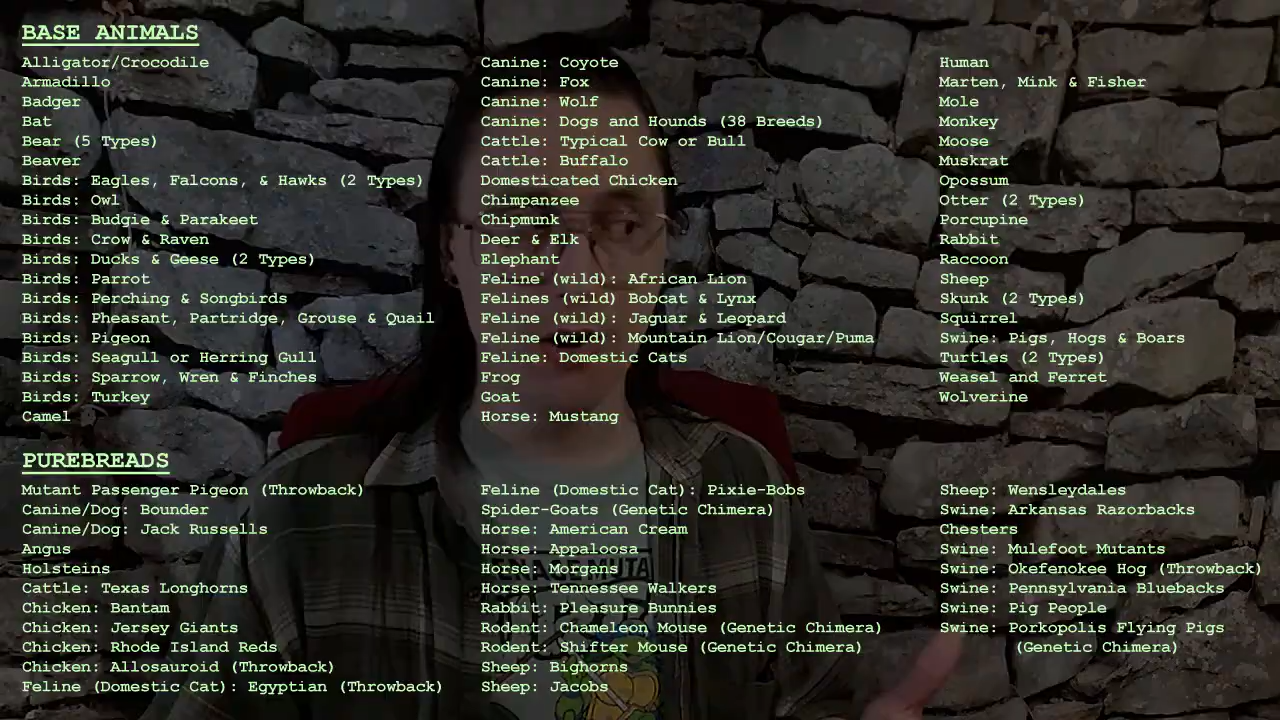 BASE ANIMALS
Alligator/Crocodile
Armadillo
Badger
Bat
Bear (5 Types)
Beaver
Birds: Eagles, Falcons, & Hawks (2 Types)
Birds: Owl
Birds: Budgie & Parakeet
Birds: Crow & Raven
Birds: Ducks & Geese (2 Types)
Birds: Parrot
Birds: Perching & Songbirds
Birds: Pheasant, Partridge, Grouse & Quail
Birds: Pigeon
Birds: Seagull or Herring Gull
Birds: Sparrow, Wren & Finches
Birds: Turkey
Camel
Canine: Coyote
Canine: Fox
Canine: Wolf
Canine: Dogs and Hounds (38 Breeds)
Cattle: Typical Cow or Bull
Cattle: Buffalo
Domesticated Chicken
Chimpanzee
Chipmunk
Deer & Elk
Elephant
Feline (wild): African Lion
Felines (wild) Bobcat & Lynx
Feline (wild): Jaguar & Leopard
Feline (wild): Mountain Lion/Cougar/Puma
Feline: Domestic Cats
Frog
Goat
Horse: Mustang
Human
Marten, Mink & Fisher
Mole
Monkey
Moose
Muskrat
Opossum
Otter (2 Types)
Porcupine
Rabbit
Raccoon
Sheep
Skunk (2 Types)
Squirrel
Swine: Pigs, Hogs & Boars
Turtles (2 Types)
Weasel and Ferret
Wolverine
PUREBREADS
Mutant Passenger Pigeon (Throwback)
Canine/Dog: Bounder
Canine/Dog: Jack Russells
Angus
Holsteins
Cattle: Texas Longhorns
Chicken: Bantam
Chicken: Jersey Giants
Chicken: Rhode Island Reds
Chicken: Allosauroid (Throwback)
Feline (Domestic Cat): Egyptian (Throwback)
Feline (Domestic Cat): Pixie-Bobs
Spider-Goats (Genetic Chimera)
Horse: American Cream
Horse: Appaloosa
Horse: Morgans
Horse: Tennessee Walkers
Rabbit: Pleasure Bunnies
Rodent: Chameleon Mouse (Genetic Chimera)
Rodent: Shifter Mouse (Genetic Chimera)
Sheep: Bighorns
Sheep: Jacobs
Sheep: Wensleydales
Swine: Arkansas Razorbacks
Chesters
Swine: Mulefoot Mutants
Swine: Okefenokee Hog (Throwback)
Swine: Pennsylvania Bluebacks
Swine: Pig People
Swine: Porkopolis Flying Pigs
(Genetic Chimera)